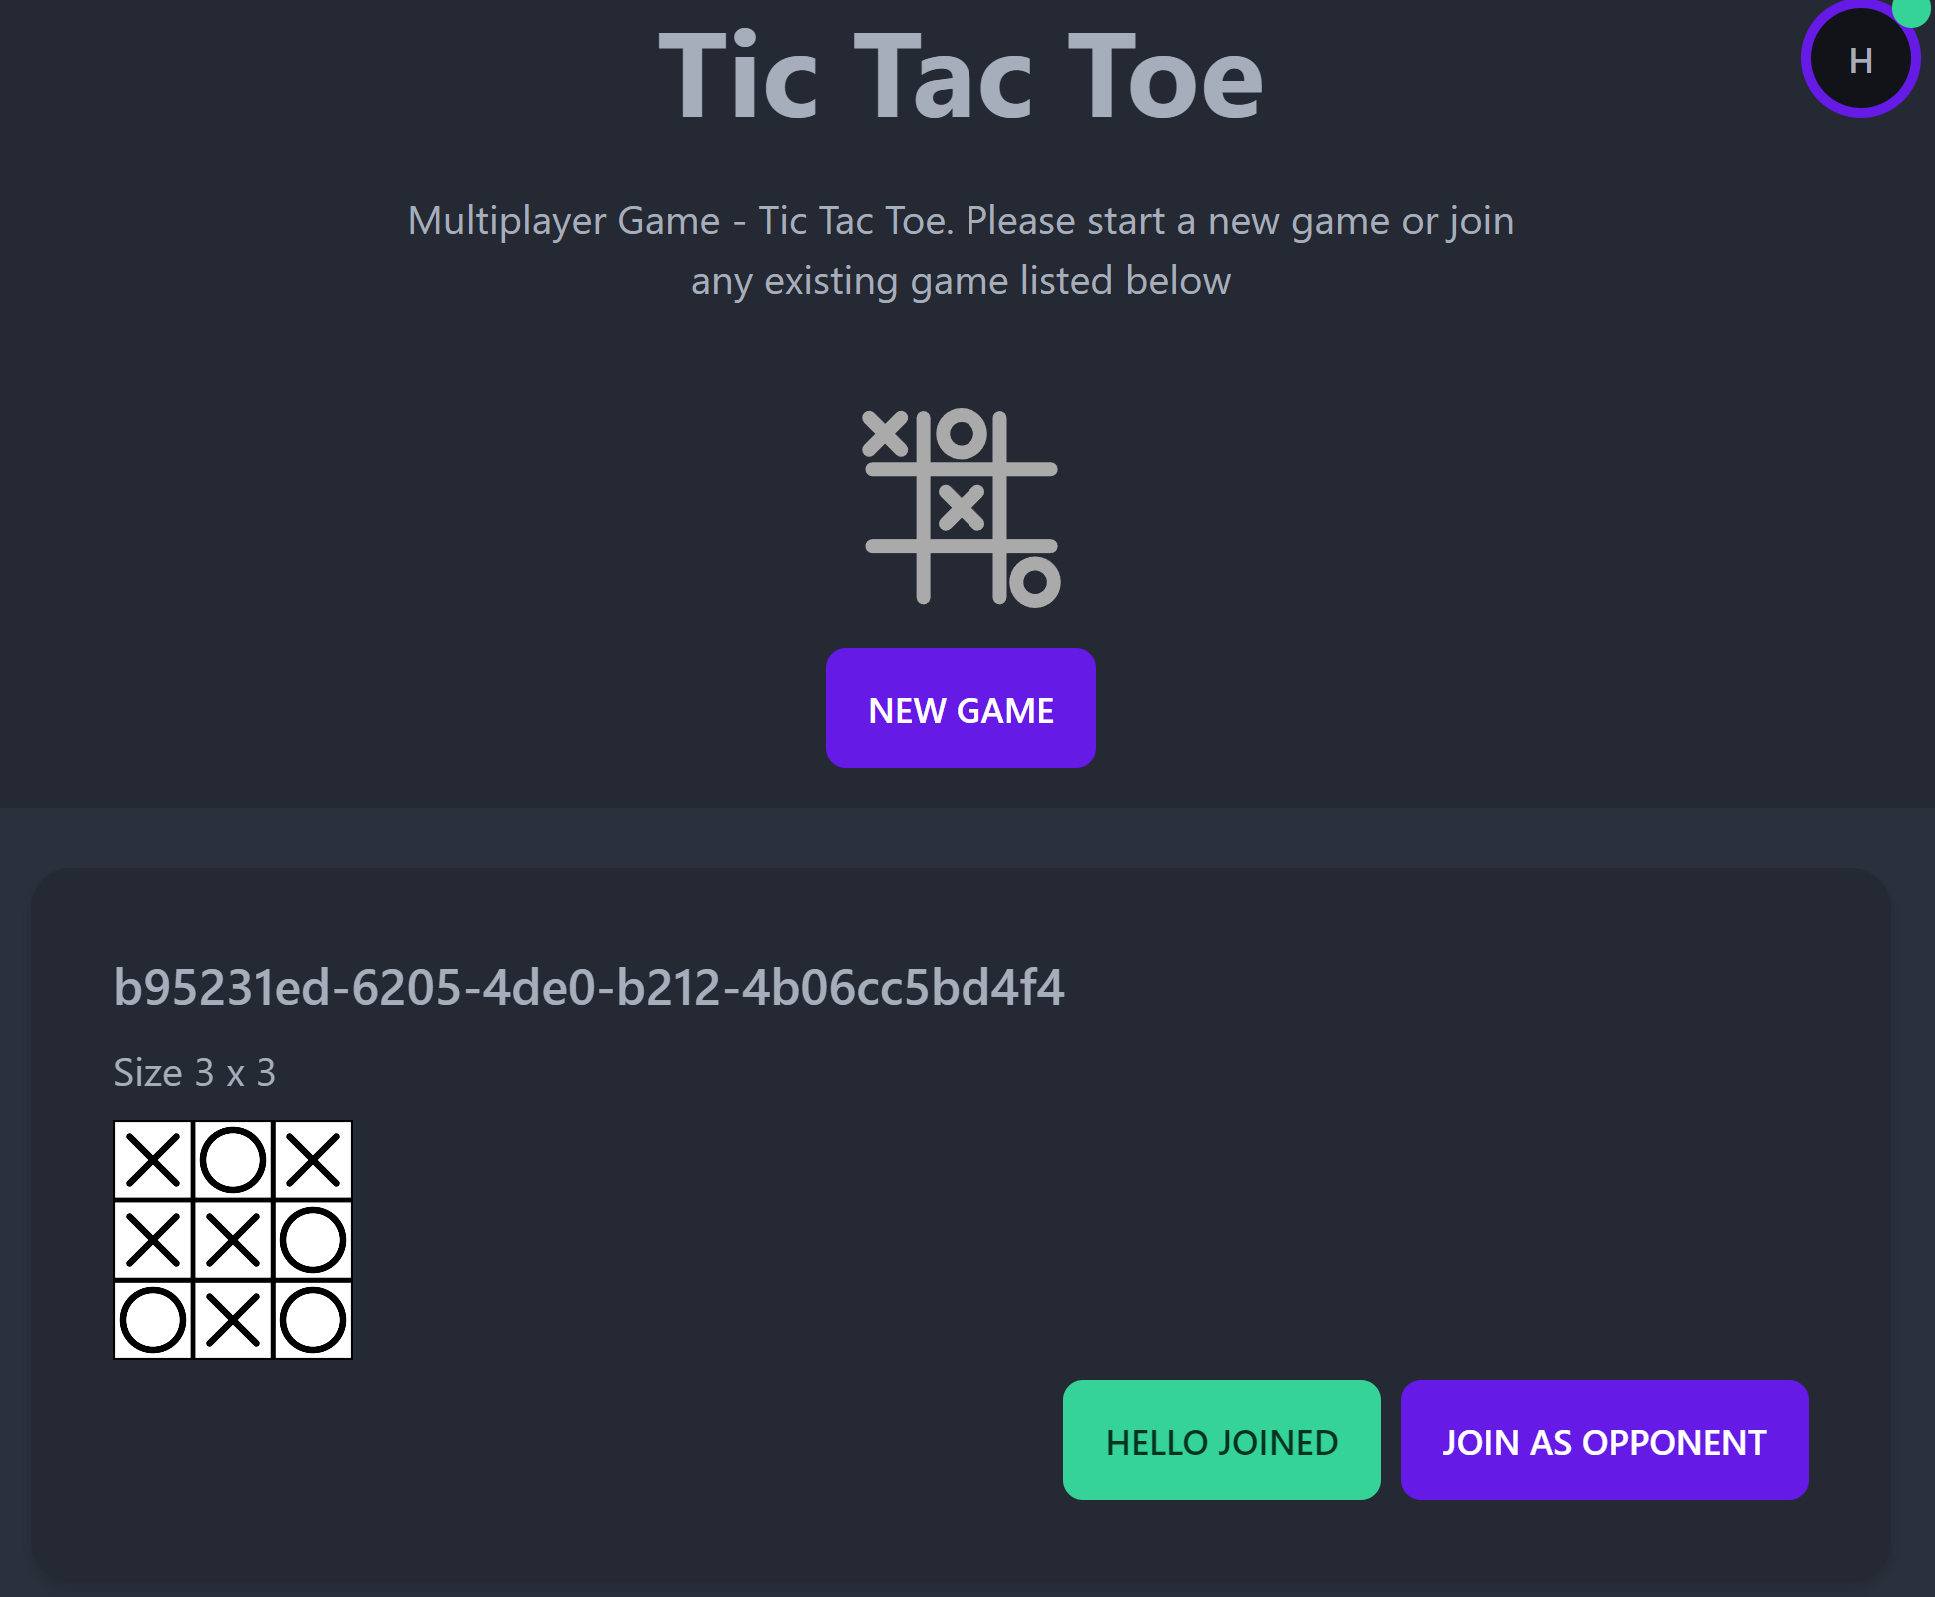 Tic Tac Toe
H
Multiplayer Game - Tic Tac Toe. Please start a new game or join
any existing game listed below
NEW GAME
b95231ed-6205-4de0-b212-4b06cc5bd4f4
Size 3 x 3
HELLO JOINED
JOIN AS OPPONENT